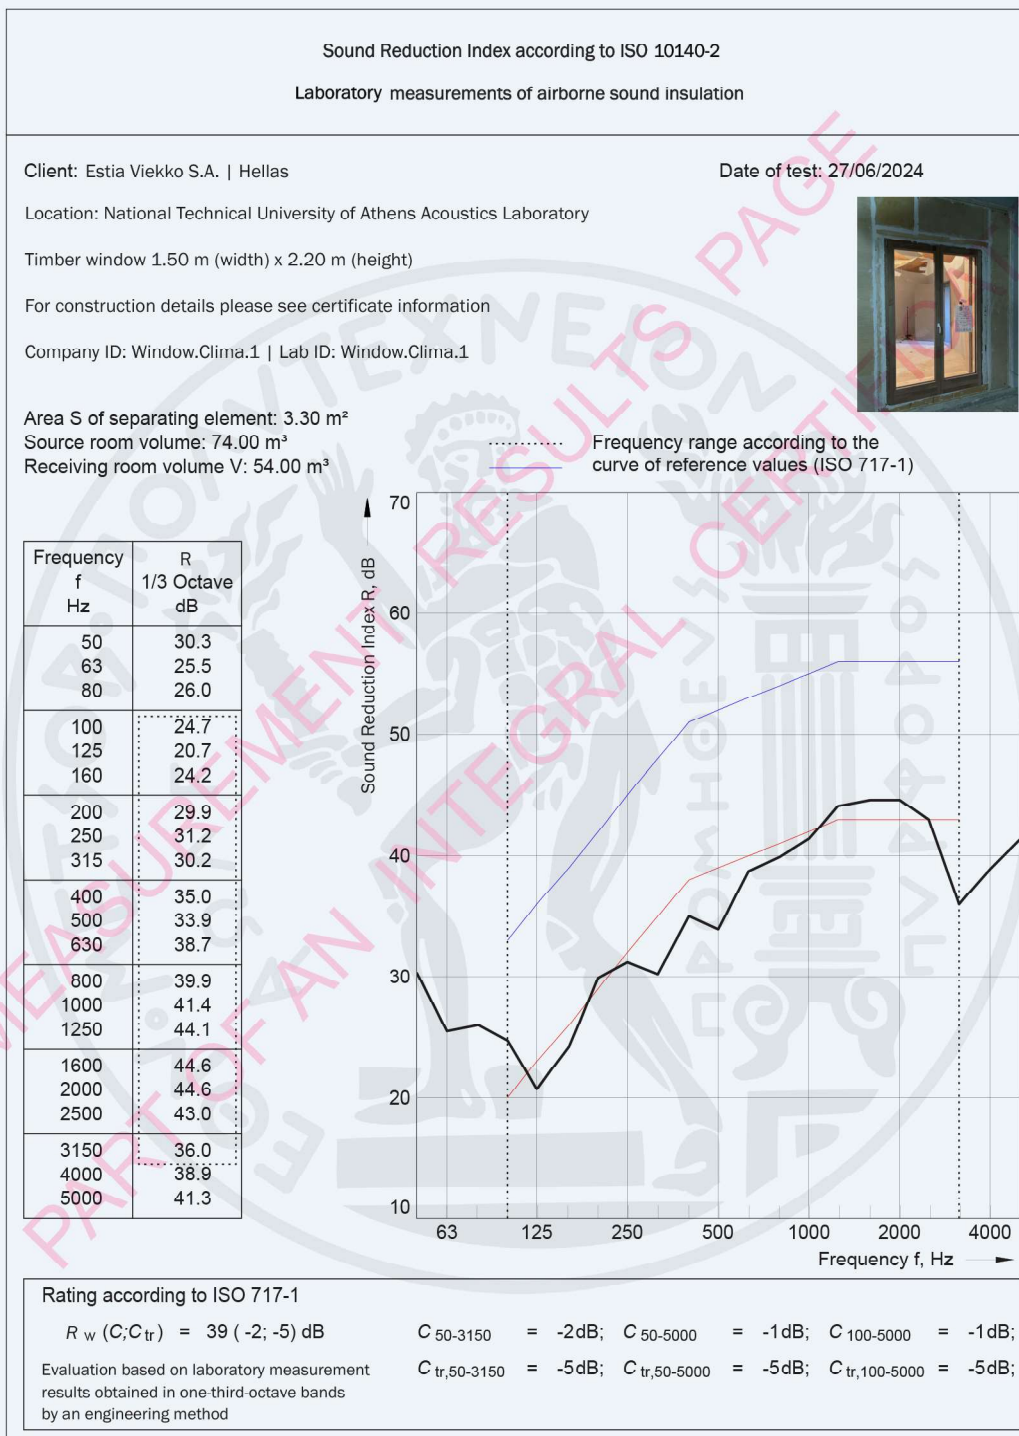 Sound Reduction Index according to ISO 10140-2
Laboratory measurements of airborne sound insulation
Client: Estia Viekko S.A. | Hellas
Date of test: 27/06/2024
Location: National Technical University of Athens Acoustics Laboratory
Timber window 1.50 m (width) x 2.20 m (height)
For construction details please see certificate information
Company ID: Window.Clima.1 | Lab ID: Window.Clima.1
Area S of separating element: 3.30 m²
Source room volume: 74.00 m³
Receiving room volume V: 54.00 m³
Frequency range according to the
curve of reference values (ISO 717-1)
Frequency R
f 1/3 Octave
Hz dB
50 30.3
63 25.5
80 26.0
100 24.7
125 20.7
160 24.2
200 29.9
250 31.2
315 30.2
400 35.0
500 33.9
630 38.7
800 39.9
1000 41.4
1250 44.1
1600 44.6
2000 44.6
2500 43.0
3150 36.0
4000 38.9
5000 41.3
Sound Reduction Index R, dB
70
60
50
40
30
20
10
63 125 250 500 1000 2000 4000
Frequency f, Hz
MEASUREMENT RESULTS PAGE
PART OF AN INTEGRAL
Rating according to ISO 717-1
R w (C;C tr) = 39 ( -2; -5) dB
C 50-3150 = -2dB; C 50-5000 = -1dB; C 100-5000 = -1dB;
Evaluation based on laboratory measurement
results obtained in one-third-octave bands
by an engineering method
C tr,50-3150 = -5dB; C tr,50-5000 = -5dB; C tr,100-5000 = -5dB;